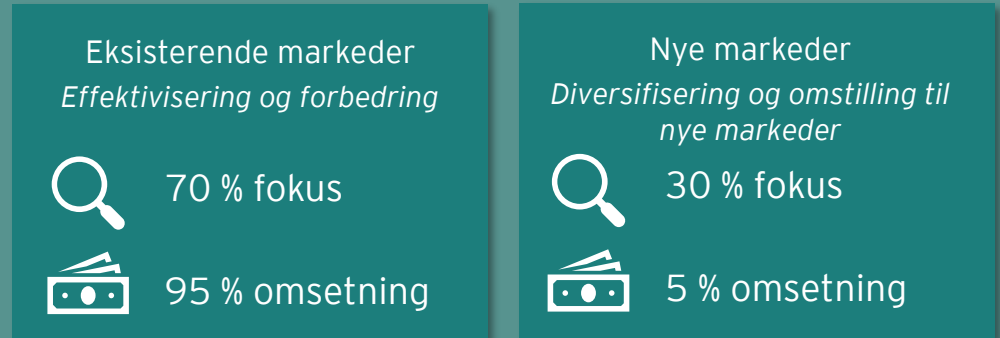 Eksisterende markeder
Effektivisering og forbedring
70 % fokus
95 % omsetning
Nye markeder
Diversifisering og omstilling til
nye markeder
30 % fokus
5 % omsetning